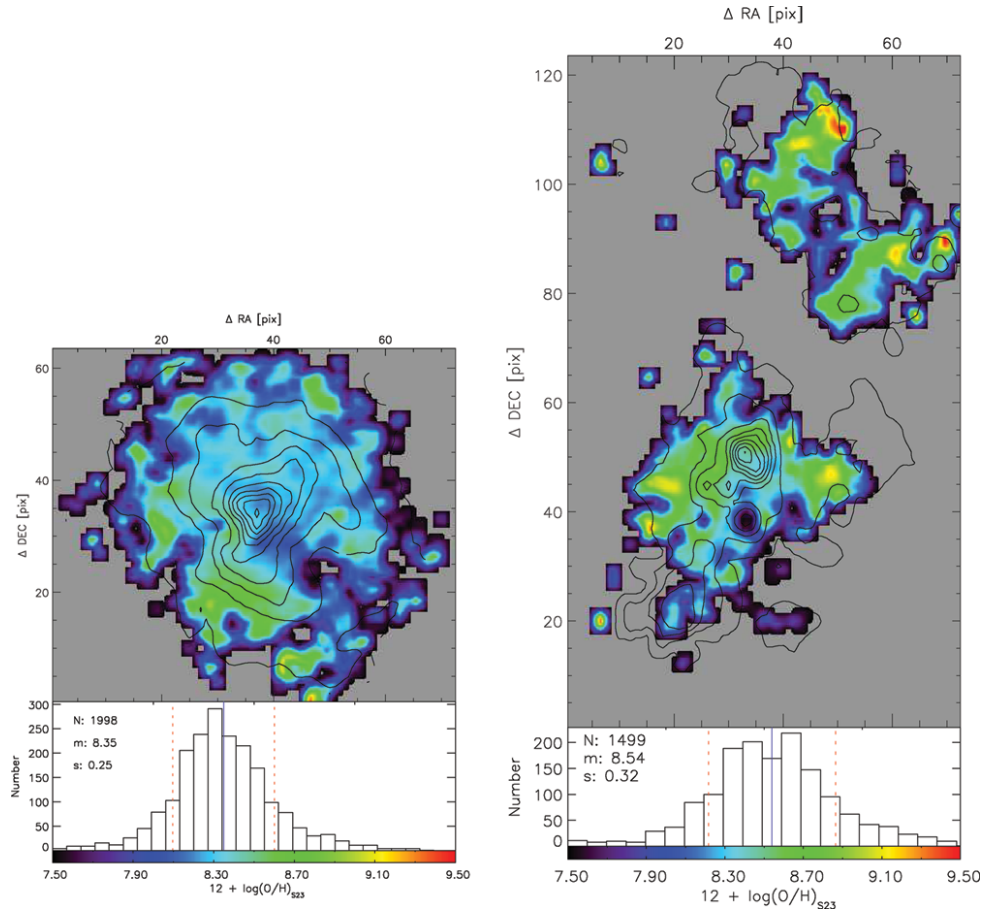 Δ RA [pix]
20 40 60
Δ DEC [pix]
60
40
20
N: 1998
m: 8.35
s: 0.25
Number
300
250
200
150
100
50
0
7.50 7.90 8.30 8.70 9.10 9.50
12 + log(O/H)S23
Δ RA [pix]
20 40 60
Δ DEC [pix]
120
100
80
60
40
20
N: 1499
m: 8.54
s: 0.32
Number
200
150
100
50
0
7.50 7.90 8.30 8.70 9.10 9.50
12 + log(O/H)S23